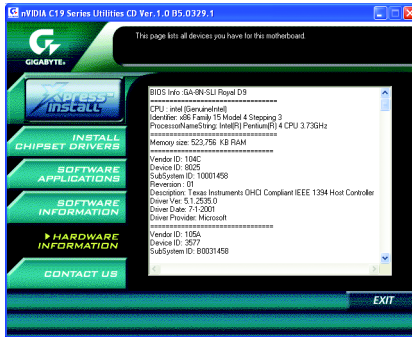 nVIDIA C19 Series Utilities CD Ver.1.0 B5.0329.1
GIGABYTE™
This page lists all devices you have for this motherboard.
Xpress-
Install
INSTALL
CHIPSET DRIVERS
SOFTWARE
APPLICATIONS
SOFTWARE
INFORMATION
HARDWARE
INFORMATION
CONTACT US
BIOS Info :GA-8N-SLI Royal D9
================================
CPU : intel (GenuineIntel)
Identifier: x86 Family 15 Model 4 Stepping 3
ProcessorNameString: Intel(R) Pentium(R) 4 CPU 3.73GHz
================================
Memory size: 523,756 KB RAM
================================
Vendor ID: 104C
Device ID: 8025
SubSystem ID: 10001458
Reversion : 01
Description: Texas Instruments OHCI Compliant IEEE 1394 Host Controller
Driver Ver: 5.1.2535.0
Driver Date: 7-1-2001
Driver Provider: Microsoft
================================
Vendor ID: 105A
Device ID: 3577
SubSystem ID: B0031458
EXIT